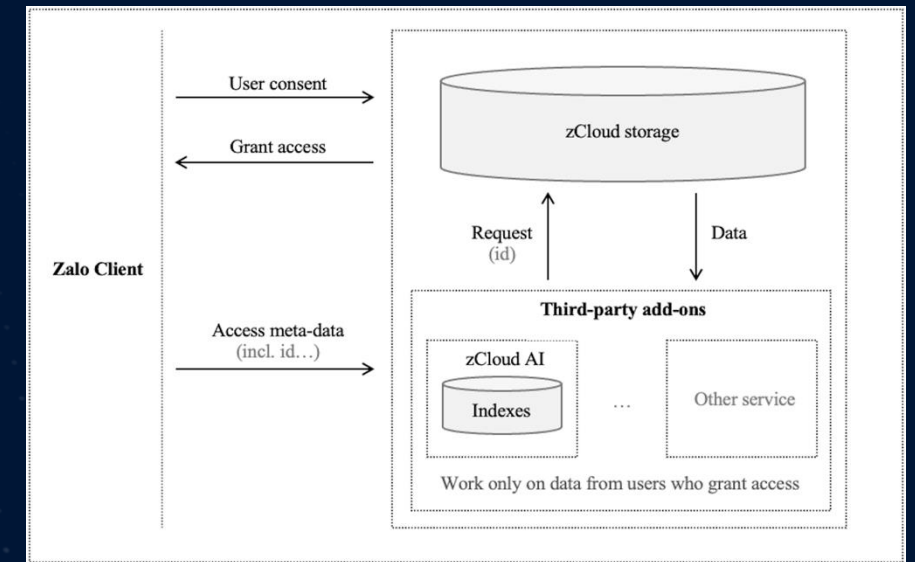 User consent
zCloud storage
Grant access
Request
(id)
Data
Zalo Client
Third-party add-ons
Access meta-data
(incl. id…)
zCloud AI
Indexes
…
Other service
Work only on data from users who grant access